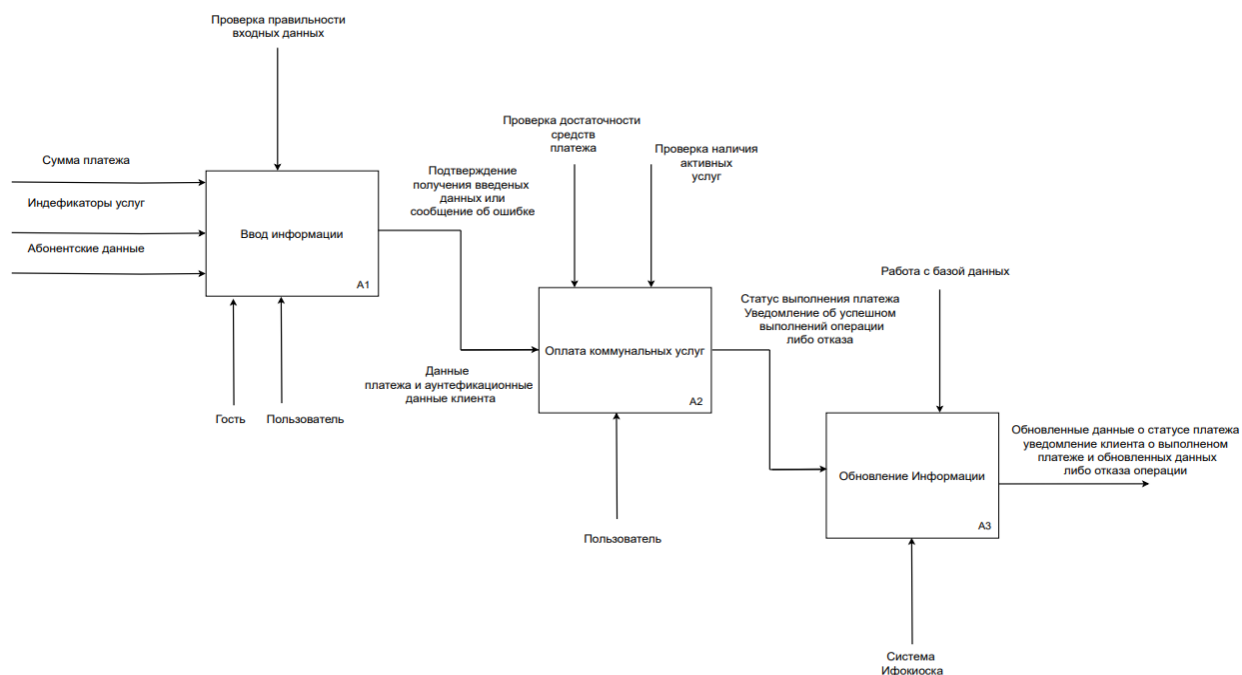 Проверка правильности
входных данных
Сумма платежа
Индефикаторы услуг
Абонентские данные
Ввод информации
A1
Гость
Пользователь
Подтверждение
получения введеных
данных или
сообщение об ошибке
Данные
платежа и аунтефикационные
данные клиента
Проверка достаточности
средств
платежа
Проверка наличия
активных
услуг
Оплата коммунальных услуг
A2
Пользователь
Статус выполнения платежа
Уведомление об успешном
выполнений операции
либо отказа
Работа с базой данных
Обновление Информации
A3
Система
Ифокиоска
Обновленные данные о статусе платежа
уведомление клиента о выполненом
платеже и обновленных данных
либо отказа операции